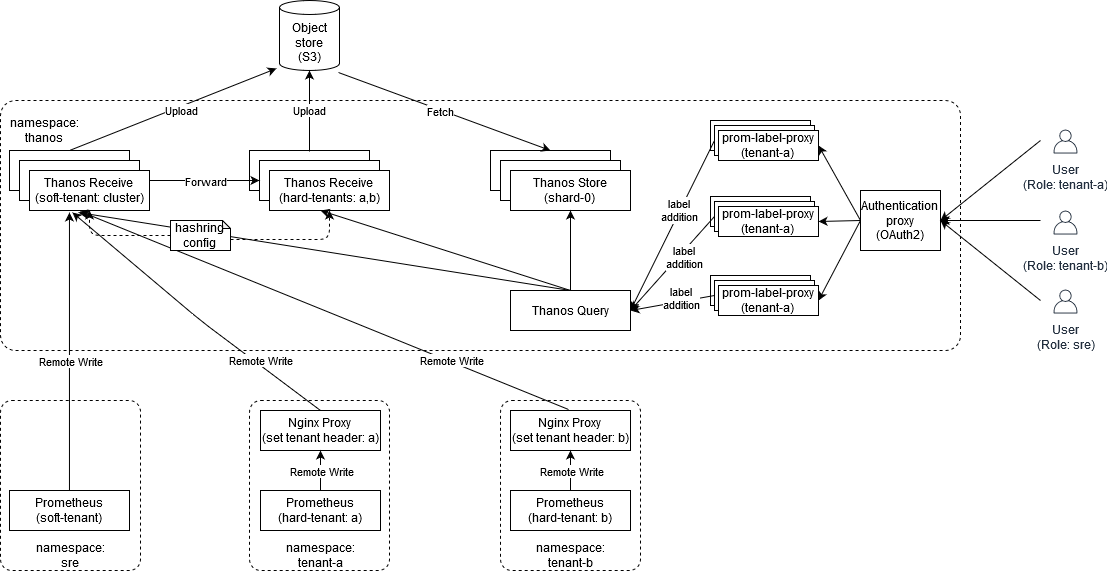 Object
store
(S3)
Upload
Upload
Fetch
namespace:
thanos
Thanos Receive
(soft-tenant: cluster)
Forward
Thanos Receive
(hard-tenants: a,b)
Thanos Store
(shard-0)
prom-label-proxy
(tenant-a)
prom-label-proxy
(tenant-a)
prom-label-proxy
(tenant-a)
label
addition
label
addition
label
addition
Authentication
proxy
(OAuth2)
User
(Role: tenant-a)
User
(Role: tenant-b)
User
(Role: sre)
hashring
config
Thanos Query
Remote Write
Remote Write
Remote Write
Nginx Proxy
(set tenant header: a)
Nginx Proxy
(set tenant header: b)
Remote Write
Remote Write
Prometheus
(soft-tenant)
Prometheus
(hard-tenant: a)
Prometheus
(hard-tenant: b)
namespace:
sre
namespace:
tenant-a
namespace:
tenant-b